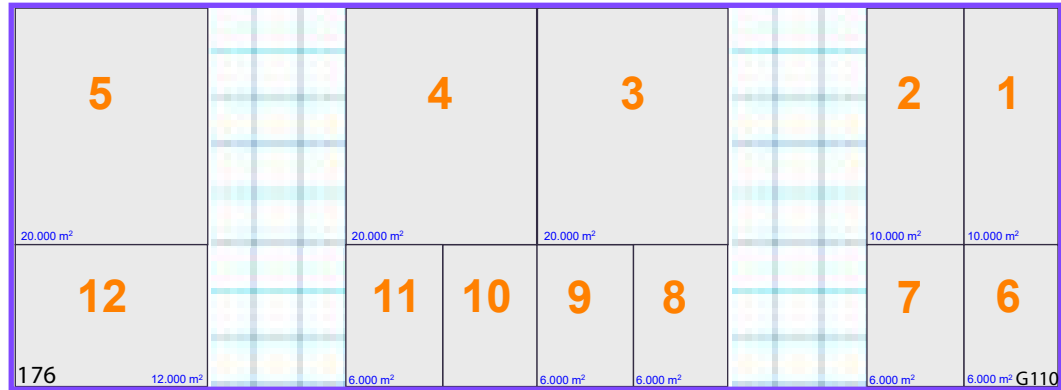 5 4 3 2 1
20.000 m² 20.000 m² 20.000 m² 10.000 m² 10.000 m²
12 11 10 9 8 7 6
176 12.000 m² 6.000 m² 6.000 m² 6.000 m² 6.000 m² 6.000 m² G110